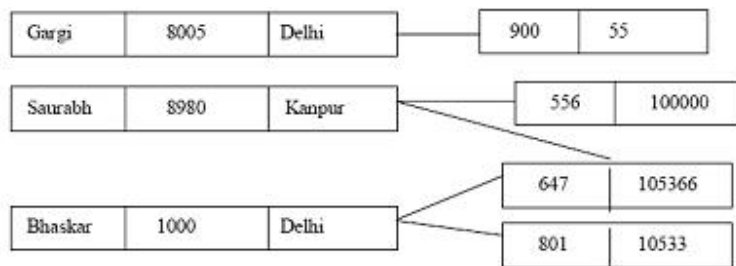 Gargi 8005 Delhi 900 55
Saurabh 8980 Kanpur 556 100000
647 105366
Bhaskar 1000 Delhi
801 10533